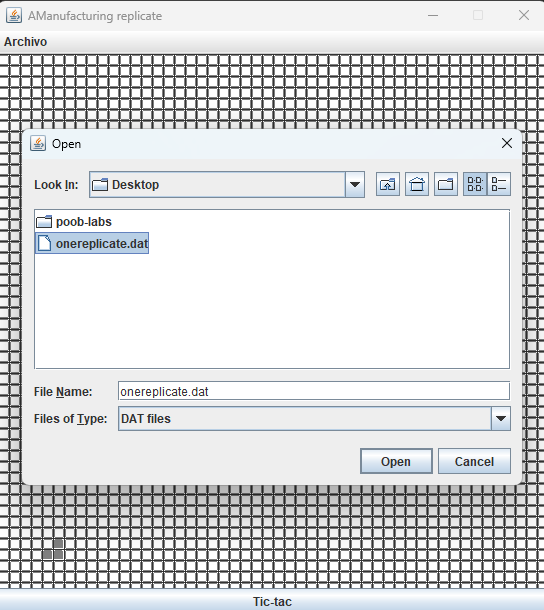 AManufacturing replicate
Archivo
Open
Look In: Desktop
poob-labs
onereplicate.dat
File Name: onereplicate.dat
Files of Type: DAT files
Open Cancel
Tic-tac